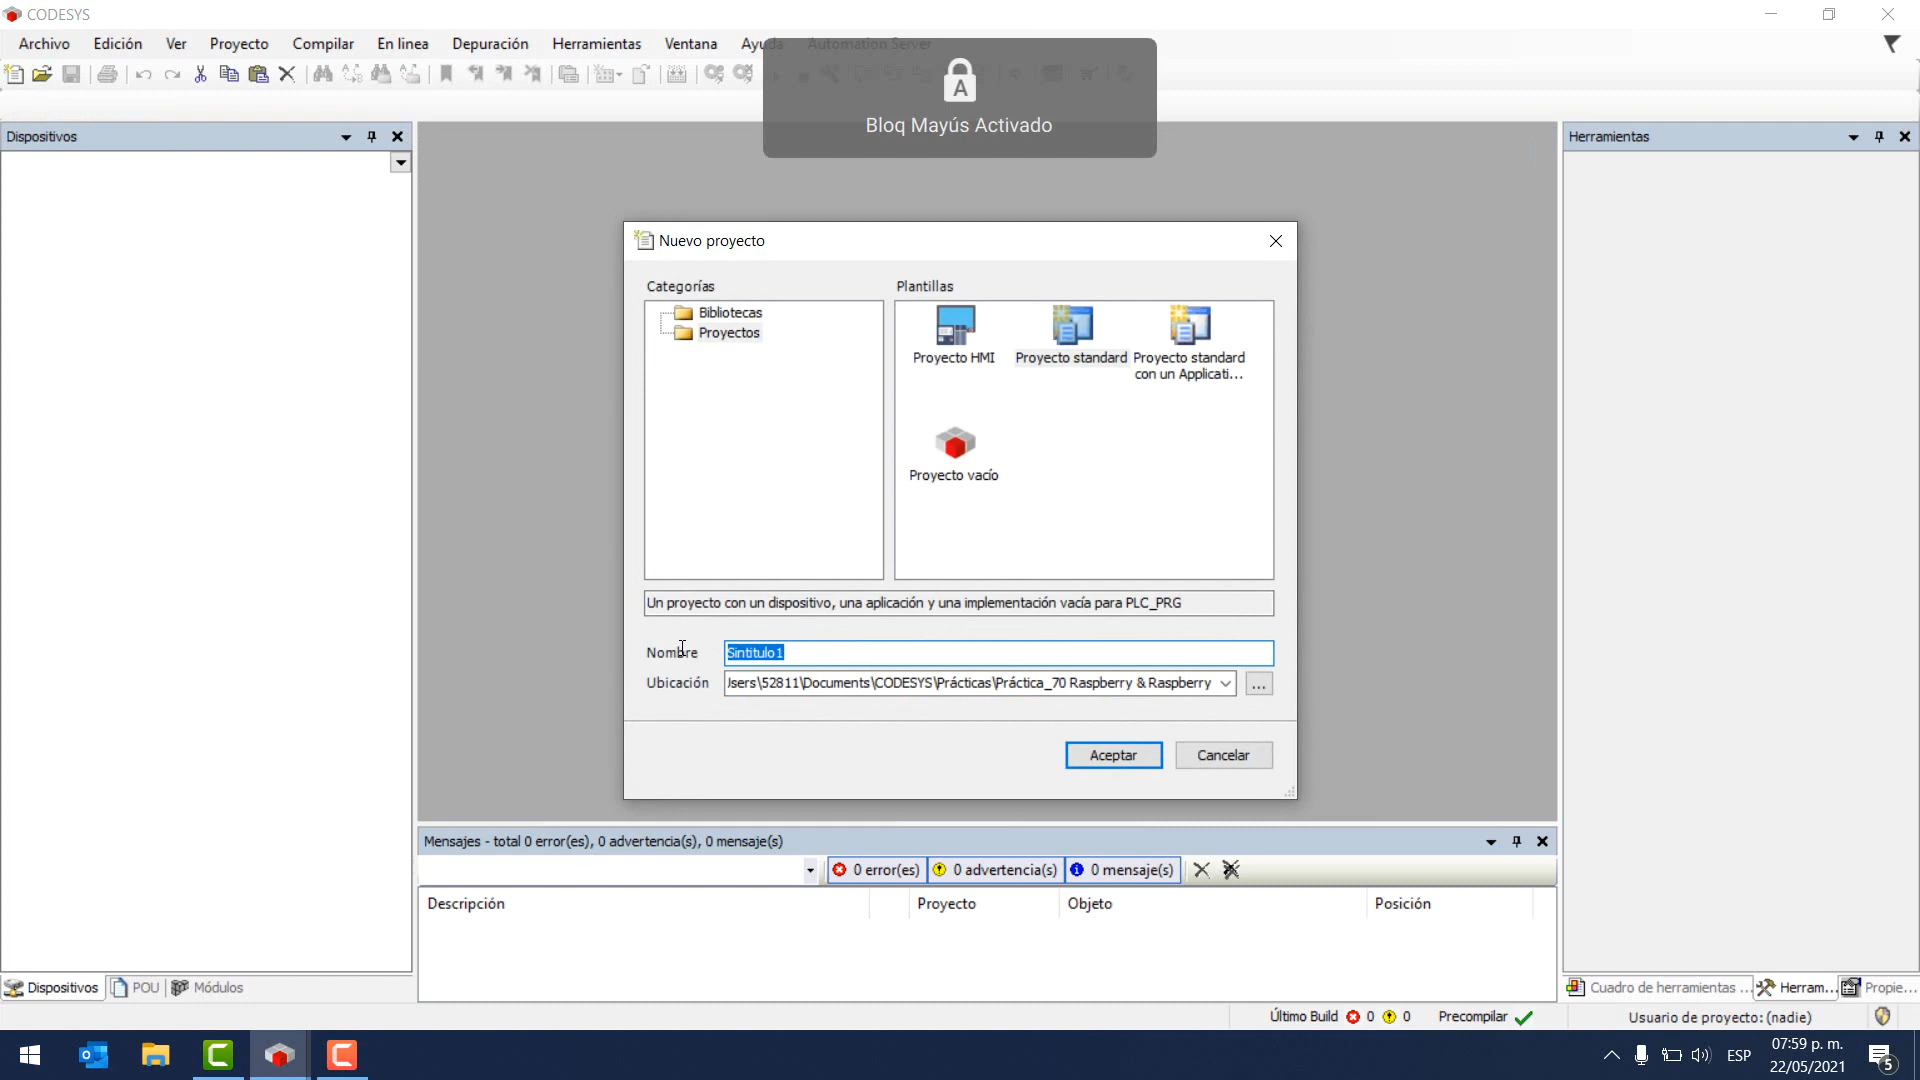 CODESYS
Archivo Edición Ver Proyecto Compilar En linea Depuración Herramientas Ventana Ayuda Automation Server
A
Bloq Mayús Activado
Dispositivos
Herramientas
Nuevo proyecto
Categorías
Plantillas
Bibliotecas
Proyectos
Proyecto HMI
Proyecto standard
Proyecto standard
con un Applicati...
Proyecto vacío
Un proyecto con un dispositivo, una aplicación y una implementación vacía para PLC_PRG
Nombre Sintitulo1
Ubicación Jsers\52811\Documents\CODESYS\Prácticas\Práctica_70 Raspberry & Raspberry ...
Aceptar Cancelar
Mensajes - total 0 error(es), 0 advertencia(s), 0 mensaje(s)
0 error(es) 0 advertencia(s) 0 mensaje(s)
Descripción Proyecto Objeto Posición
Dispositivos POU Módulos
Cuadro de herramientas ... Herram... Propie...
Último Build 0 0 Precompilar Usuario de proyecto: (nadie)
ESP
07:59 p. m.
22/05/2021
5